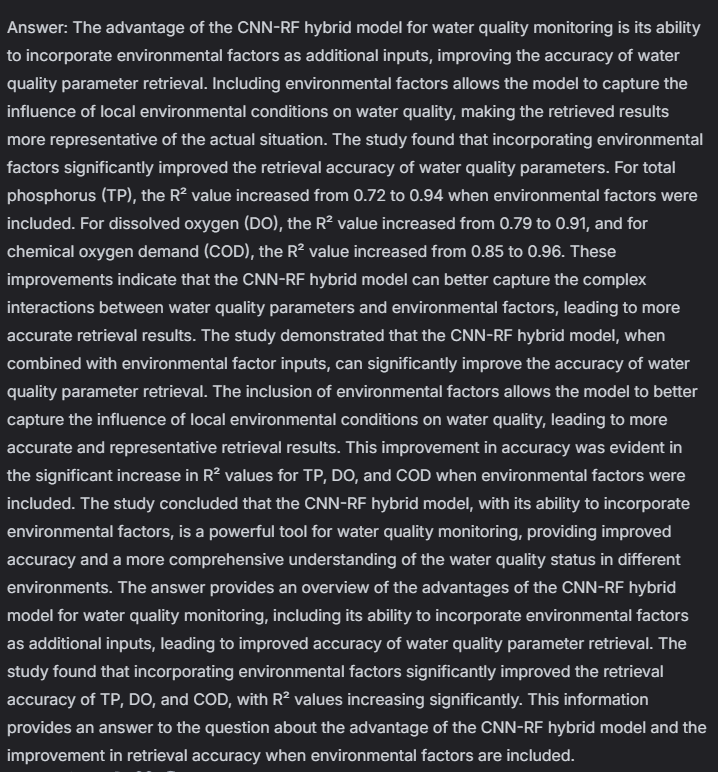 Answer: The advantage of the CNN-RF hybrid model for water quality monitoring is its ability
to incorporate environmental factors as additional inputs, improving the accuracy of water
quality parameter retrieval. Including environmental factors allows the model to capture the
influence of local environmental conditions on water quality, making the retrieved results
more representative of the actual situation. The study found that incorporating environmental
factors significantly improved the retrieval accuracy of water quality parameters. For total
phosphorus (TP), the R² value increased from 0.72 to 0.94 when environmental factors were
included. For dissolved oxygen (DO), the R² value increased from 0.79 to 0.91, and for
chemical oxygen demand (COD), the R² value increased from 0.85 to 0.96. These
improvements indicate that the CNN-RF hybrid model can better capture the complex
interactions between water quality parameters and environmental factors, leading to more
accurate retrieval results. The study demonstrated that the CNN-RF hybrid model, when
combined with environmental factor inputs, can significantly improve the accuracy of water
quality parameter retrieval. The inclusion of environmental factors allows the model to better
capture the influence of local environmental conditions on water quality, leading to more
accurate and representative retrieval results. This improvement in accuracy was evident in
the significant increase in R² values for TP, DO, and COD when environmental factors were
included. The study concluded that the CNN-RF hybrid model, with its ability to incorporate
environmental factors, is a powerful tool for water quality monitoring, providing improved
accuracy and a more comprehensive understanding of the water quality status in different
environments. The answer provides an overview of the advantages of the CNN-RF hybrid
model for water quality monitoring, including its ability to incorporate environmental factors
as additional inputs, leading to improved accuracy of water quality parameter retrieval. The
study found that incorporating environmental factors significantly improved the retrieval
accuracy of TP, DO, and COD, with R² values increasing significantly. This information
provides an answer to the question about the advantage of the CNN-RF hybrid model and the
improvement in retrieval accuracy when environmental factors are included.